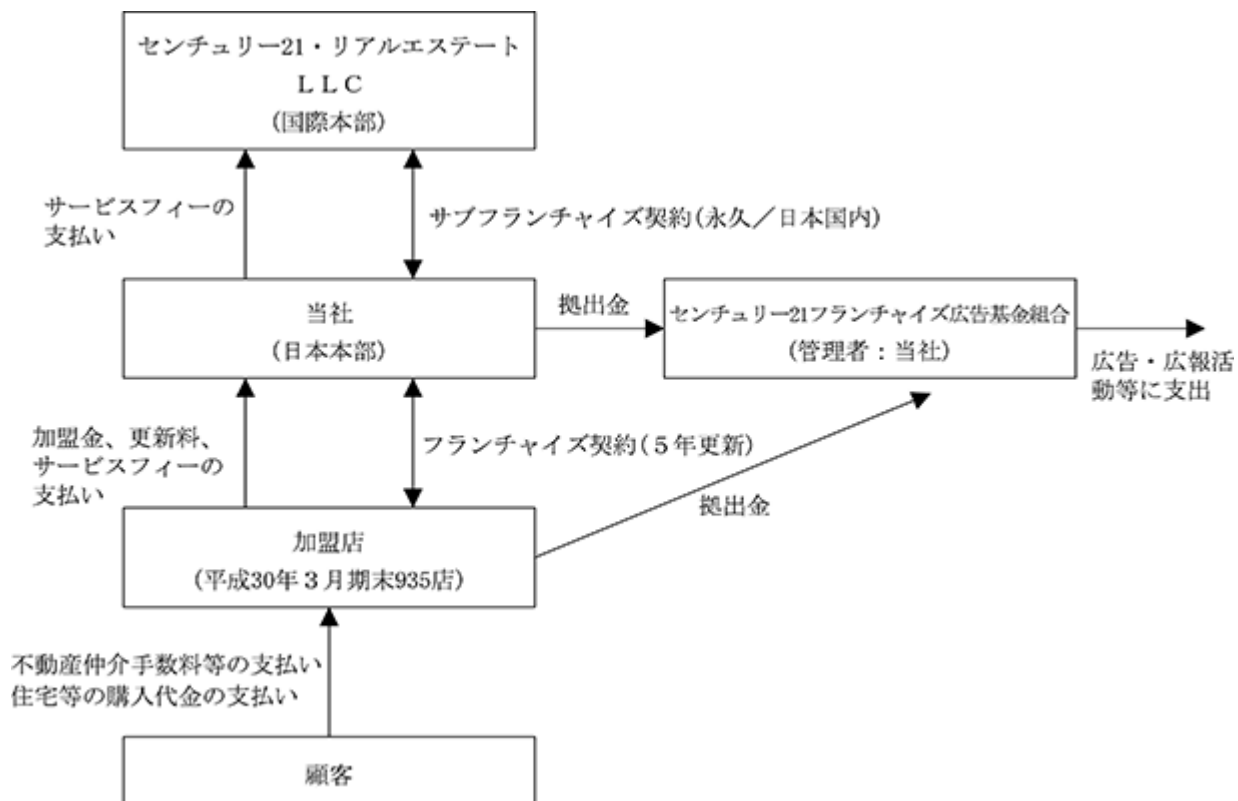 センチュリー21・リアルエステート
ＬＬＣ
(国際本部)
サービスフィーの
支払い
サブフランチャイズ契約(永久／日本国内)
当社
(日本本部)
拠出金
センチュリー21フランチャイズ広告基金組合
(管理者：当社)
広告・広報活
動等に支出
加盟金、更新料、
サービスフィーの
支払い
フランチャイズ契約(５年更新)
拠出金
加盟店
(平成30年３月期末935店)
不動産仲介手数料等の支払い
住宅等の購入代金の支払い
顧客